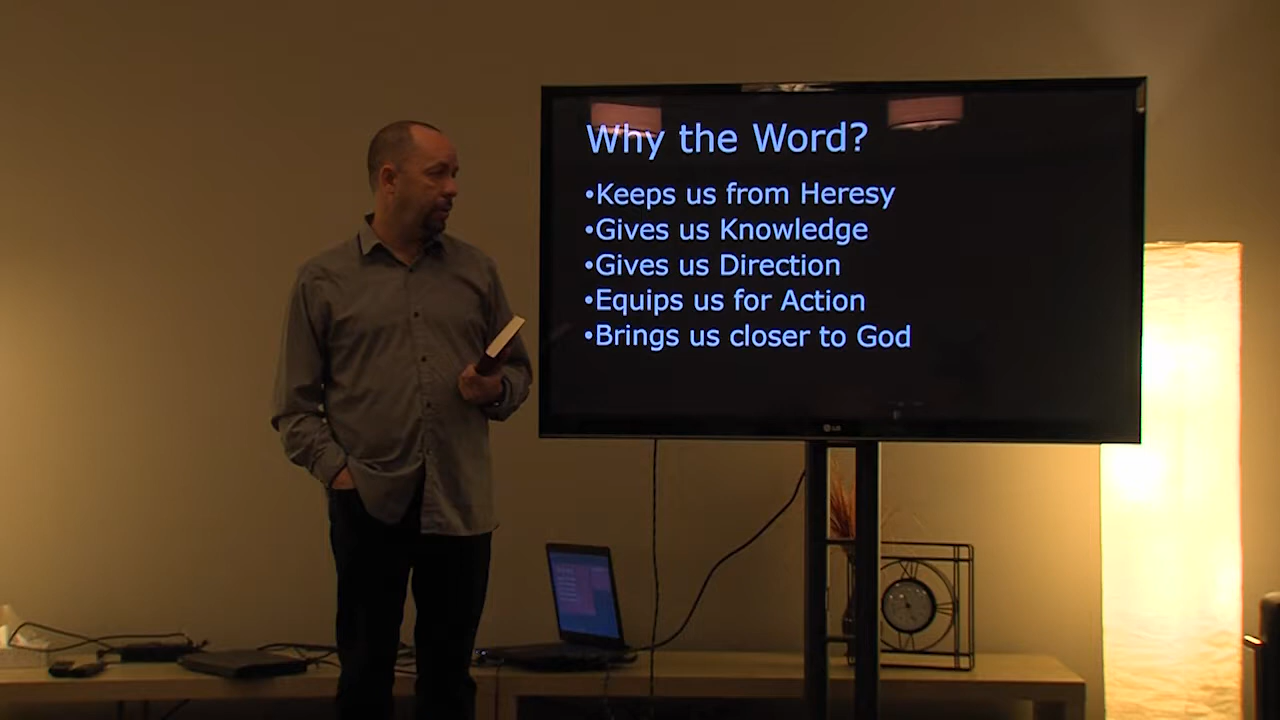 Why the Word?
•Keeps us from Heresy
•Gives us Knowledge
•Gives us Direction
•Equips us for Action
•Brings us closer to God
LG